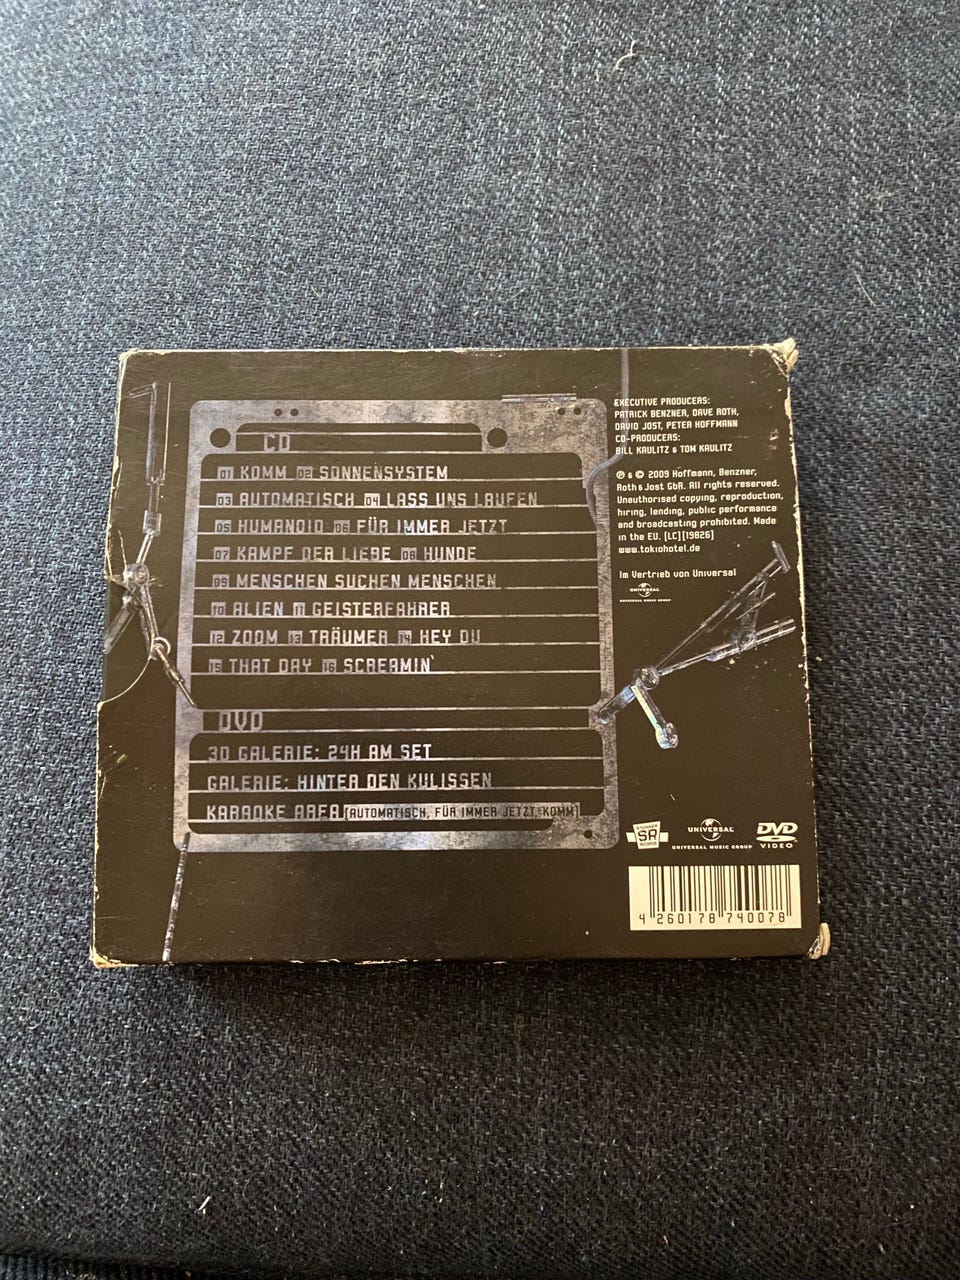 CD
01 KOMM 02 SONNENSYSTEM
03 AUTOMATISCH 04 LASS UNS LAUFEN
05 HUMANOID 06 FÜR IMMER JETZT
07 KAMPF DER LIEBE 08 HUNDE
09 MENSCHEN SUCHEN MENSCHEN
10 ALIEN 11 GEISTERFAHRER
12 ZOOM 13 TRÄUMER 14 HEY DU
15 THAT DAY 16 SCREAMIN'
DVD
3D GALERIE: 24H AM SET
GALERIE: HINTER DEN KULISSEN
KARAOKE AREA [AUTOMATISCH, FÜR IMMER JETZT, KOMM]
EXECUTIVE PRODUCERS:
PATRICK BENZNER, DAVE ROTH,
DAVID JOST, PETER HOFFMANN
CO-PRODUCERS:
BILL KAULITZ & TOM KAULITZ
℗ & © 2009 Hoffmann, Benzner,
Roth & Jost GbR. All rights reserved.
Unauthorised copying, reproduction,
hiring, lending, public performance
and broadcasting prohibited. Made
in the EU. [LC][19826]
www.tokiohotel.de
Im Vertrieb von Universal
UNIVERSAL
UNIVERSAL MUSIC GROUP
SR
RECORDS
UNIVERSAL
UNIVERSAL MUSIC GROUP
DVD
VIDEO
4 260178 740078